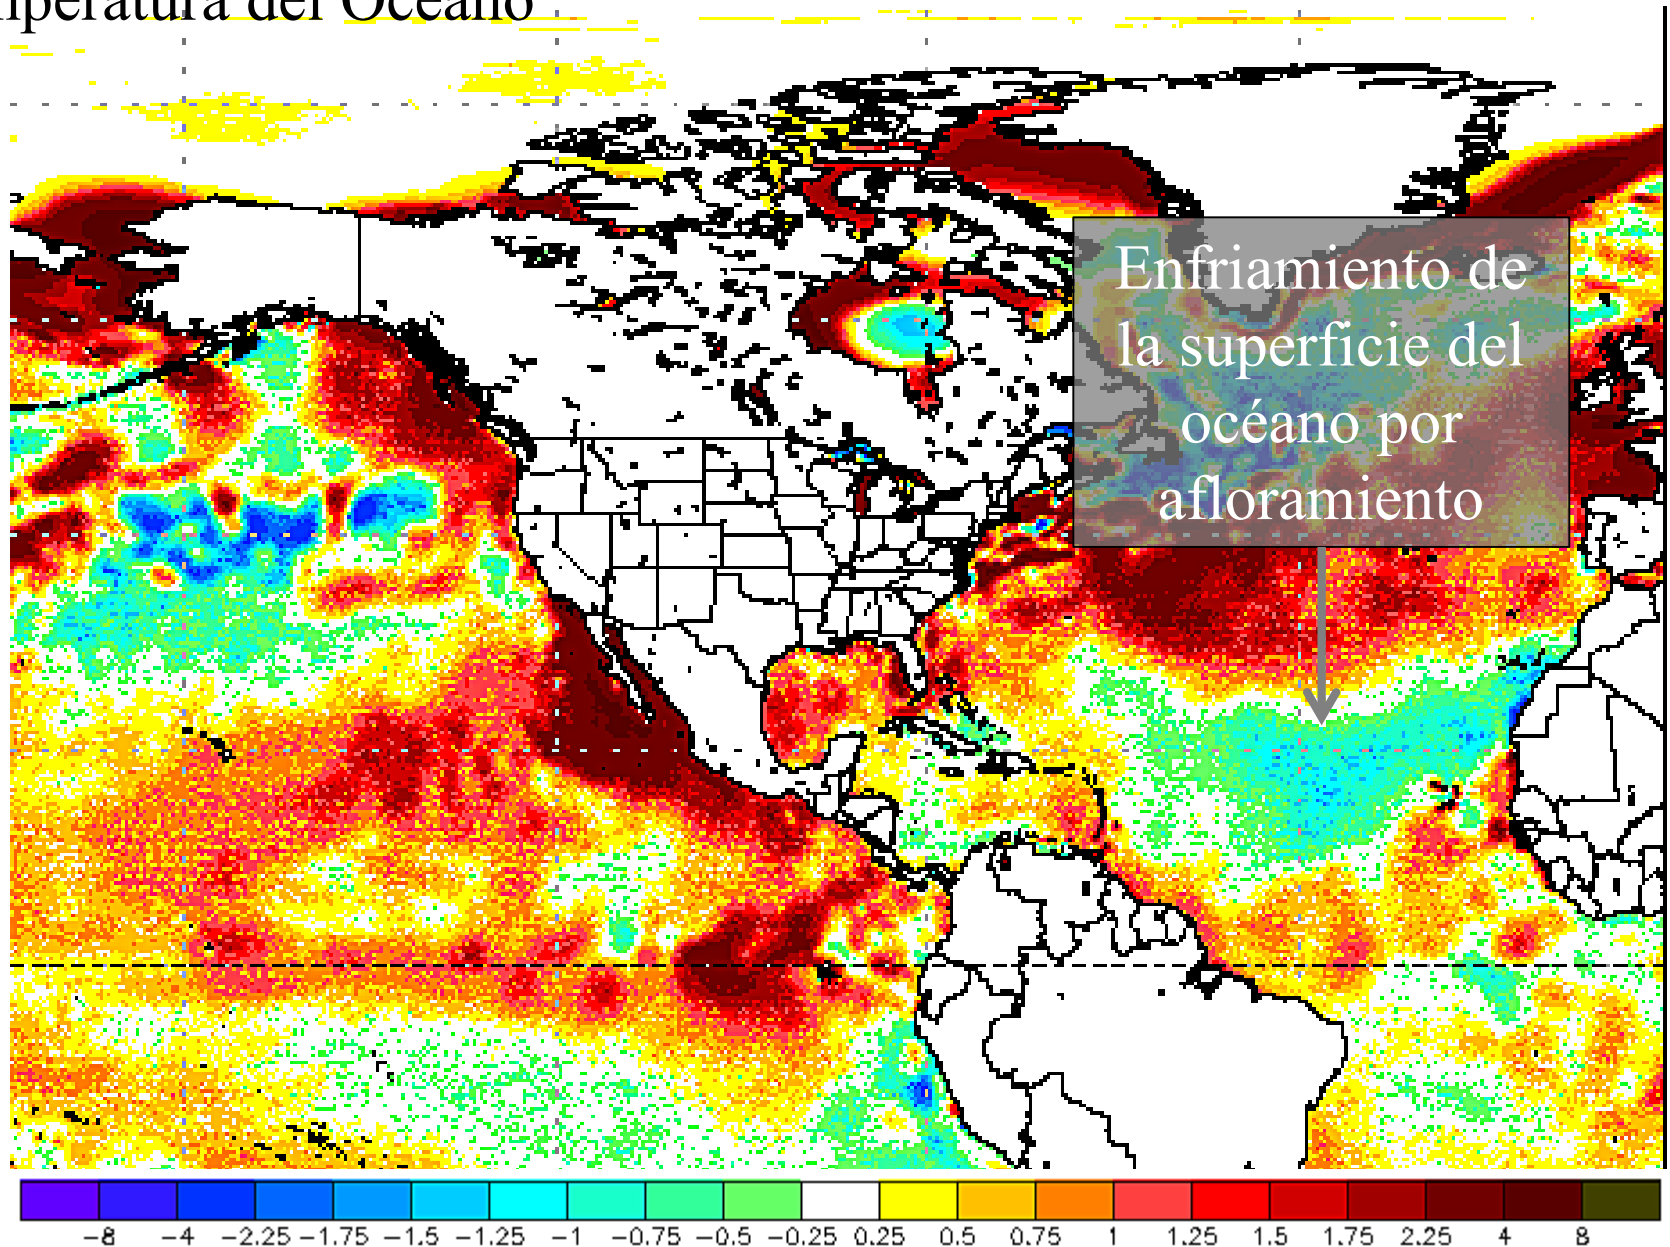 del Océano
Enfriamiento de
la superficie del
océano por
afloramiento
-8 -4 -2.25 -1.75 -1.5 -1.25 -1 -0.75 -0.5 -0.25 0.25 0.5 0.75 1 1.25 1.5 1.75 2.25 4 8